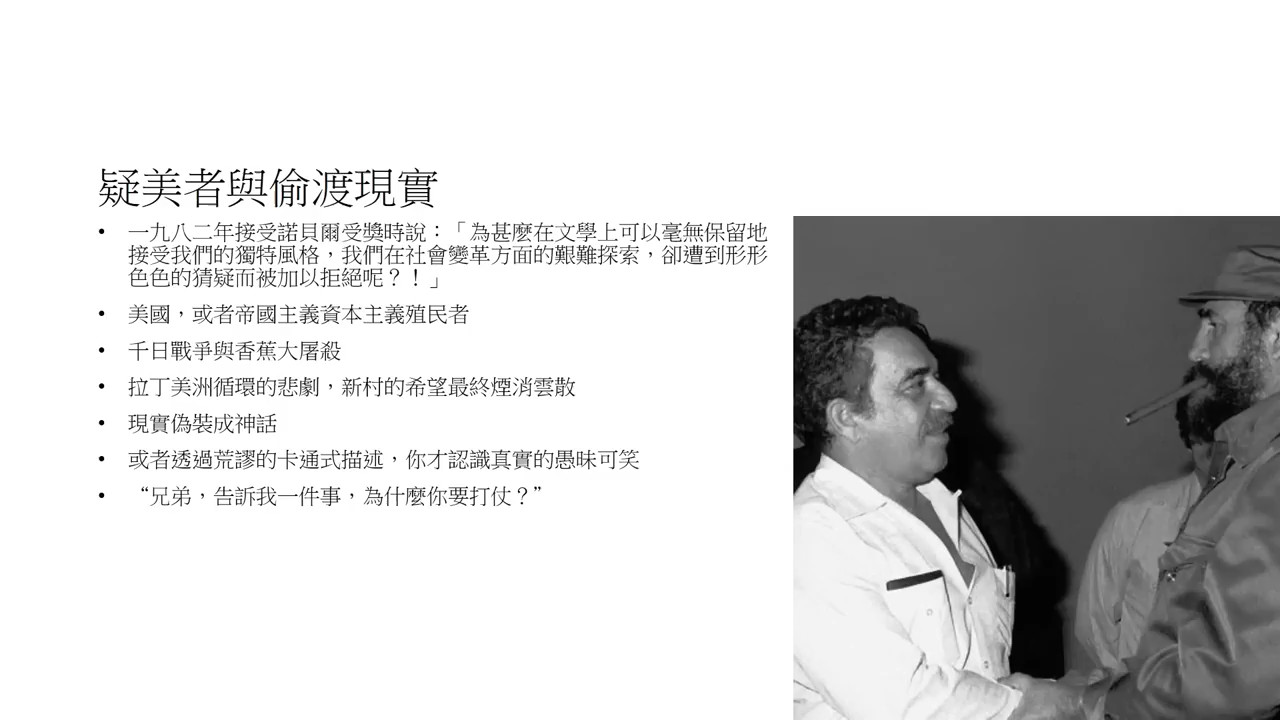 疑美者與偷渡現實
• 一九八二年接受諾貝爾受獎時說：「為甚麼在文學上可以毫無保留地
接受我們的獨特風格，我們在社會變革方面的艱難探索，卻遭到形形
色色的猜疑而被加以拒絕呢？！」
• 美國，或者帝國主義資本主義殖民者
• 千日戰爭與香蕉大屠殺
• 拉丁美洲循環的悲劇，新村的希望最終煙消雲散
• 現實偽裝成神話
• 或者透過荒謬的卡通式描述，你才認識真實的愚昧可笑
• “兄弟，告訴我一件事，為什麼你要打仗？”